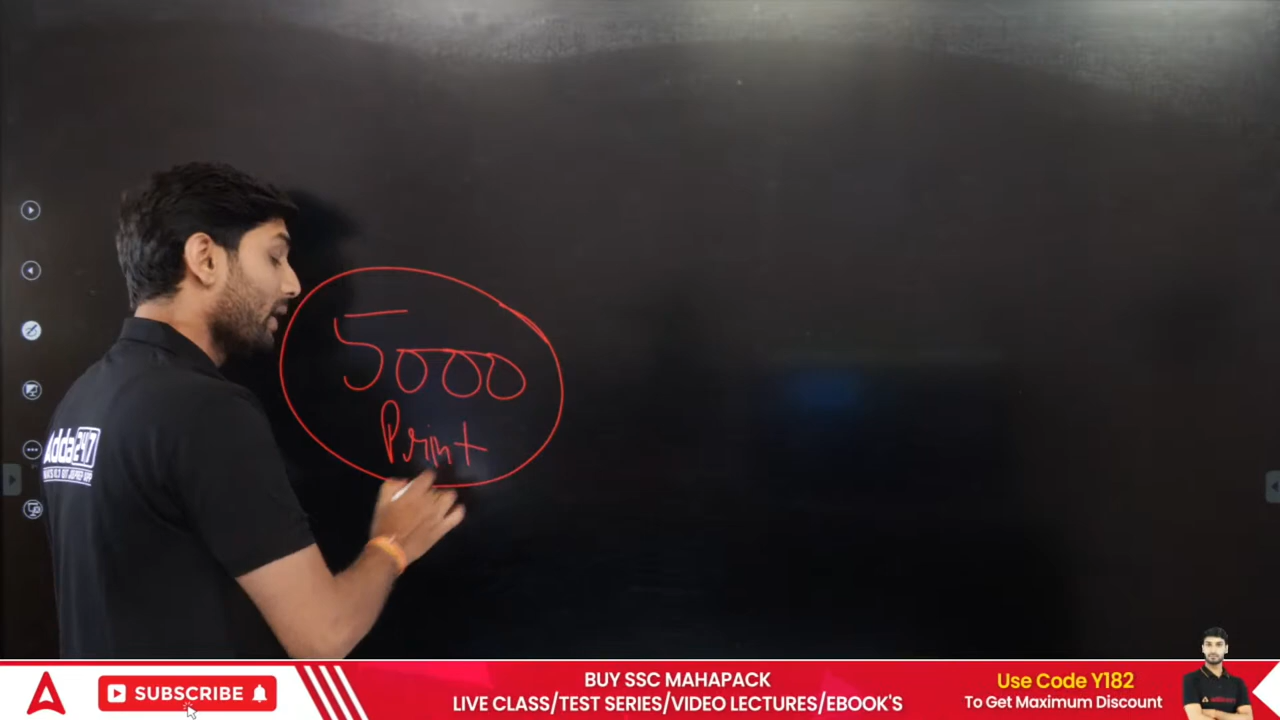 5000
Print
Adda247
SUBSCRIBE
BUY SSC MAHAPACK
LIVE CLASS/TEST SERIES/VIDEO LECTURES/EBOOK'S
Use Code Y182
To Get Maximum Discount